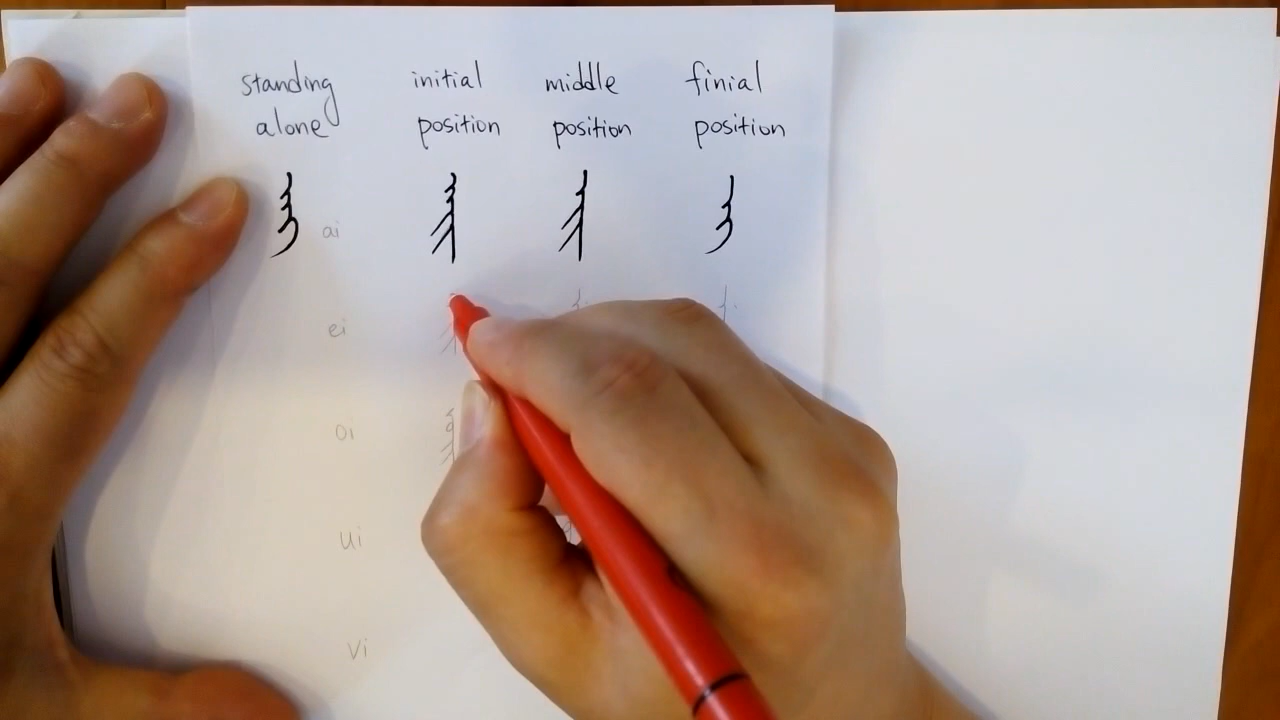 standing initial middle finial
alone position position position
ai
ei
oi
ui
vi